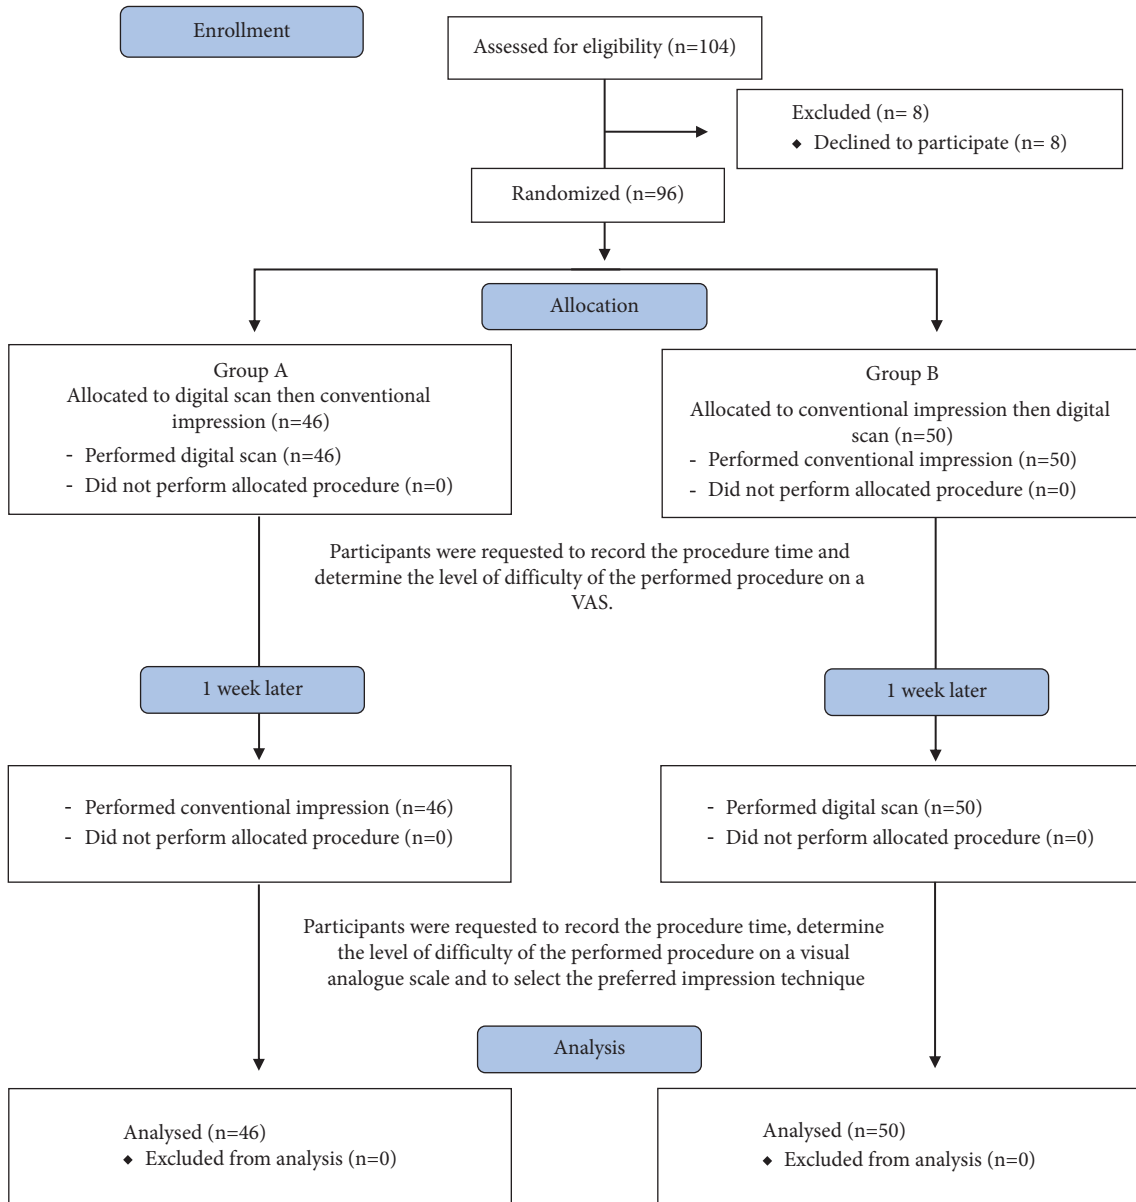 Enrollment
Assessed for eligibility (n=104)
Excluded (n= 8)
◆ Declined to participate (n= 8)
Randomized (n=96)
Allocation
Group A
Allocated to digital scan then conventional
impression (n=46)
- Performed digital scan (n=46)
- Did not perform allocated procedure (n=0)
Group B
Allocated to conventional impression then digital
scan (n=50)
- Performed conventional impression (n=50)
- Did not perform allocated procedure (n=0)
Participants were requested to record the procedure time and
determine the level of difficulty of the performed procedure on a
VAS.
1 week later
1 week later
- Performed conventional impression (n=46)
- Did not perform allocated procedure (n=0)
- Performed digital scan (n=50)
- Did not perform allocated procedure (n=0)
Participants were requested to record the procedure time, determine
the level of difficulty of the performed procedure on a visual
analogue scale and to select the preferred impression technique
Analysis
Analysed (n=46)
◆ Excluded from analysis (n=0)
Analysed (n=50)
◆ Excluded from analysis (n=0)